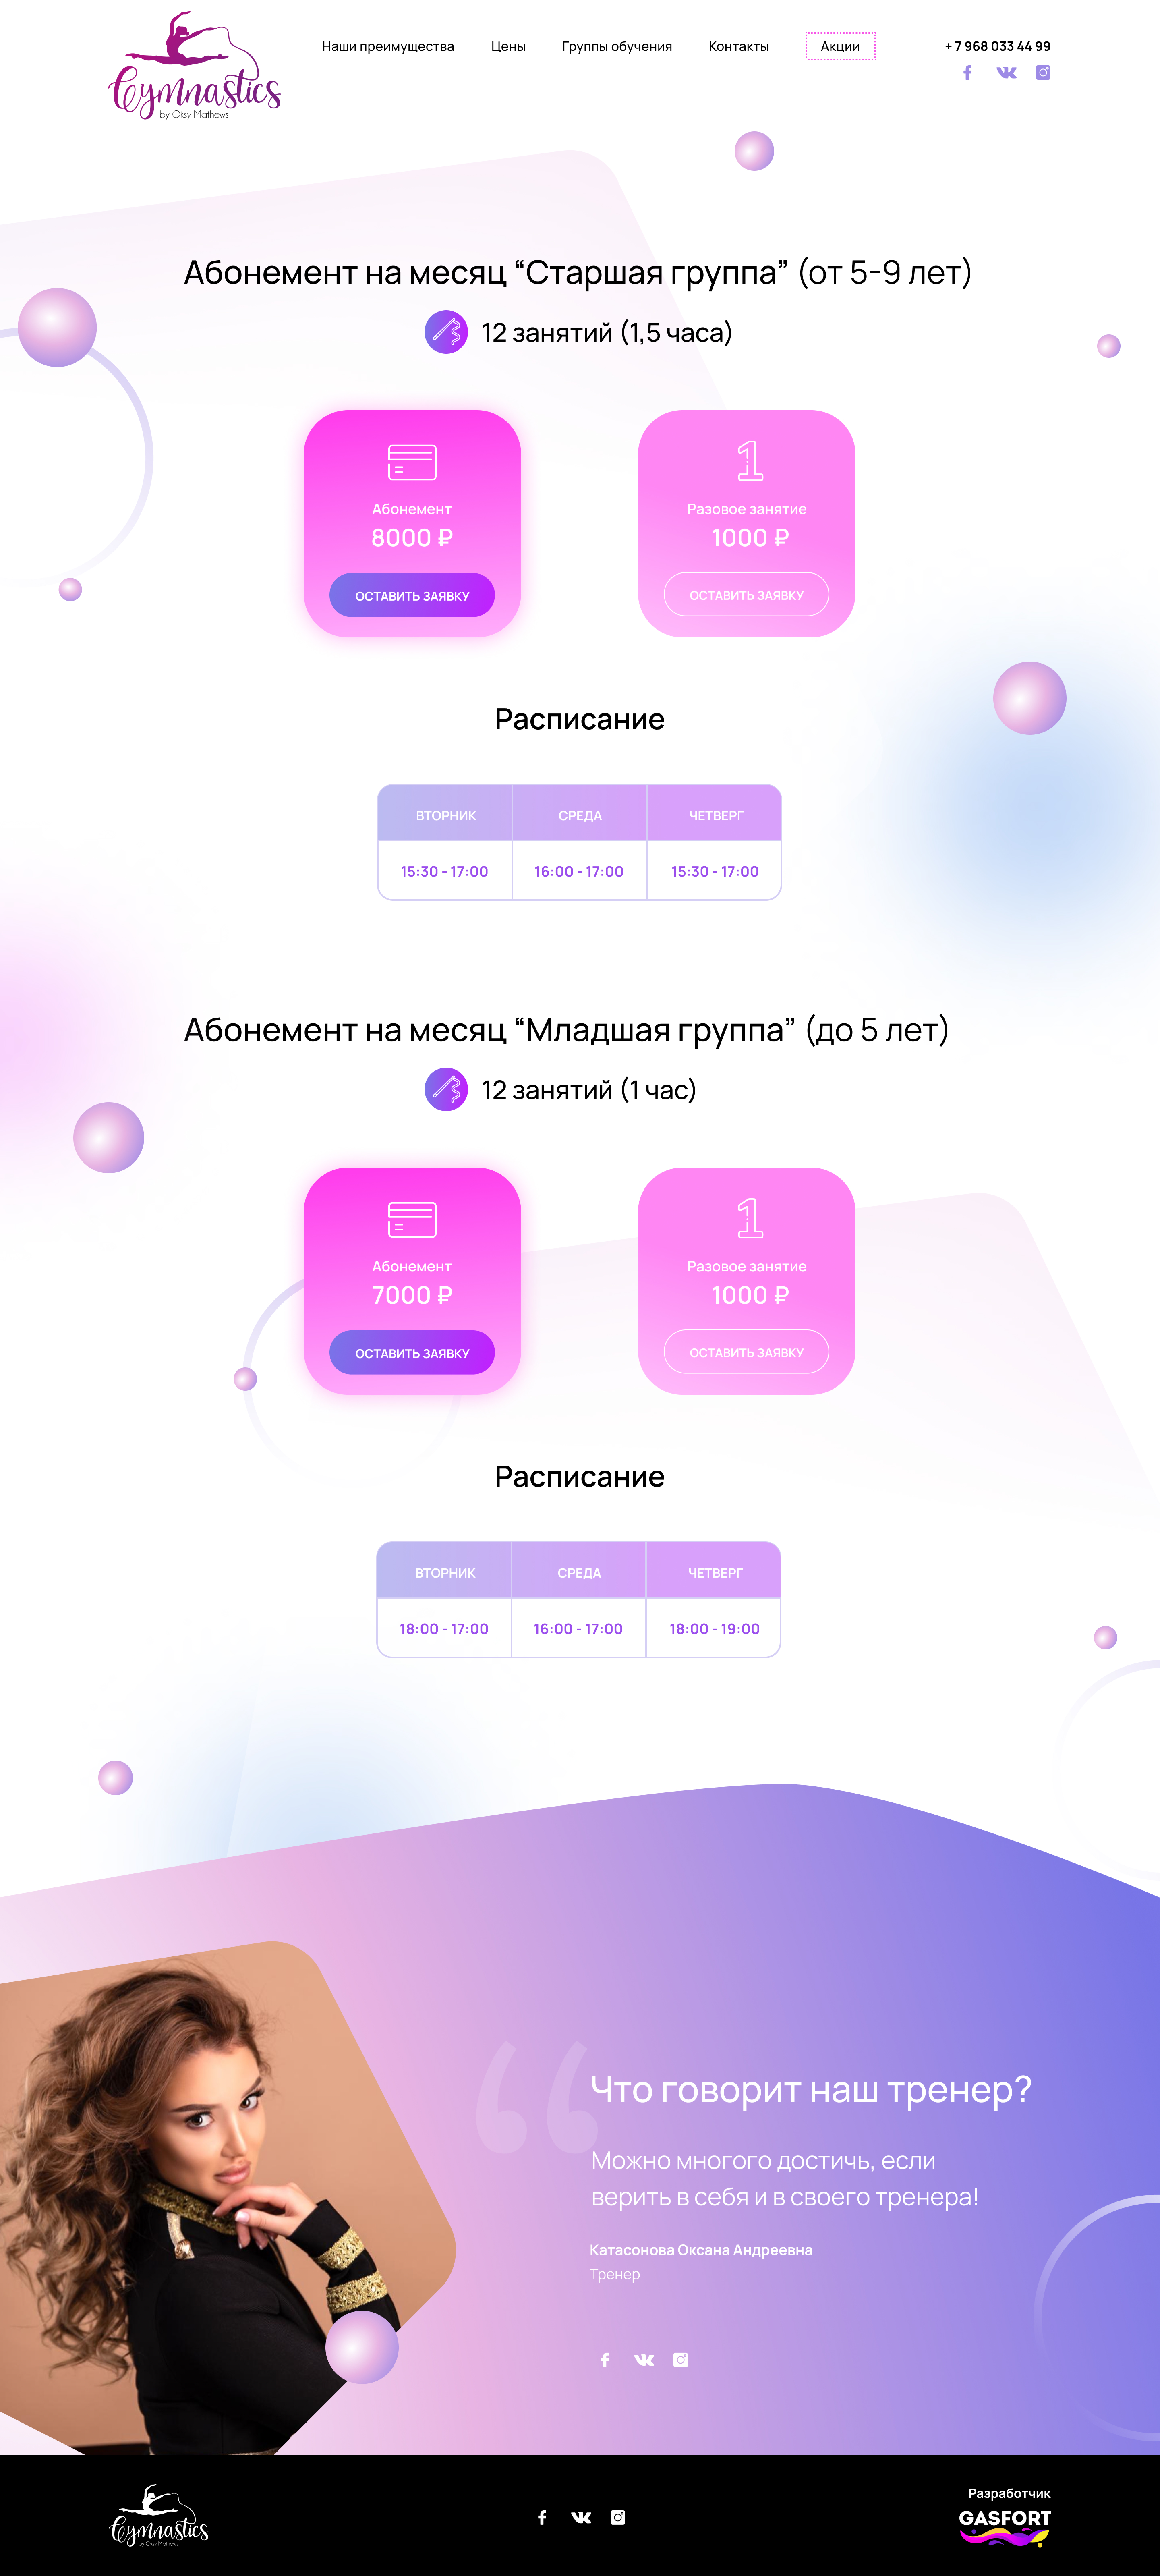 Gymnastics
by Oksy Mathews
Наши преимущества
Цены
Группы обучения
Контакты
Акции
+ 7 968 033 44 99
Абонемент на месяц “Старшая группа” (от 5-9 лет)
12 занятий (1,5 часа)
Абонемент
8000 ₽
ОСТАВИТЬ ЗАЯВКУ
1
Разовое занятие
1000 ₽
ОСТАВИТЬ ЗАЯВКУ
Расписание
ВТОРНИК СРЕДА ЧЕТВЕРГ
15:30 - 17:00 16:00 - 17:00 15:30 - 17:00
Абонемент на месяц “Младшая группа” (до 5 лет)
12 занятий (1 час)
Абонемент
7000 ₽
ОСТАВИТЬ ЗАЯВКУ
1
Разовое занятие
1000 ₽
ОСТАВИТЬ ЗАЯВКУ
Расписание
ВТОРНИК СРЕДА ЧЕТВЕРГ
18:00 - 17:00 16:00 - 17:00 18:00 - 19:00
“
Что говорит наш тренер?
Можно многого достичь, если
верить в себя и в своего тренера!
Катасонова Оксана Андреевна
Тренер
Gymnastics
by Oksy Mathews
Разработчик
GASFORT